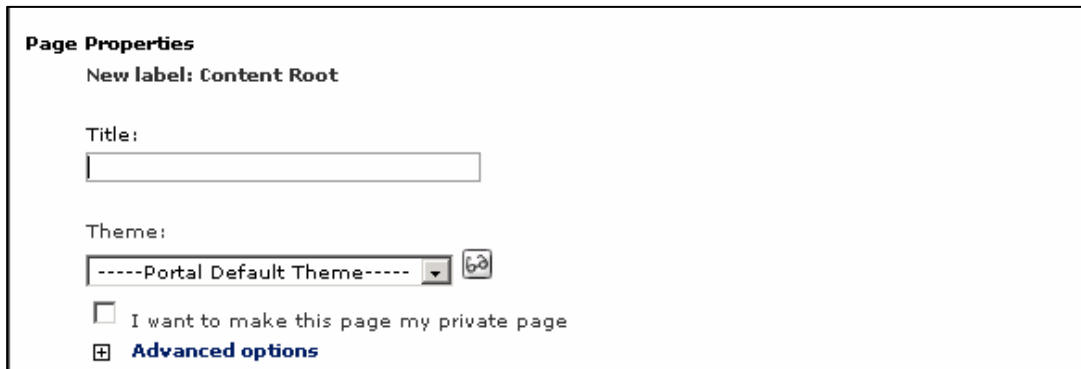 Page Properties
New label: Content Root
Title:
Theme:
-----Portal Default Theme-----
I want to make this page my private page
Advanced options